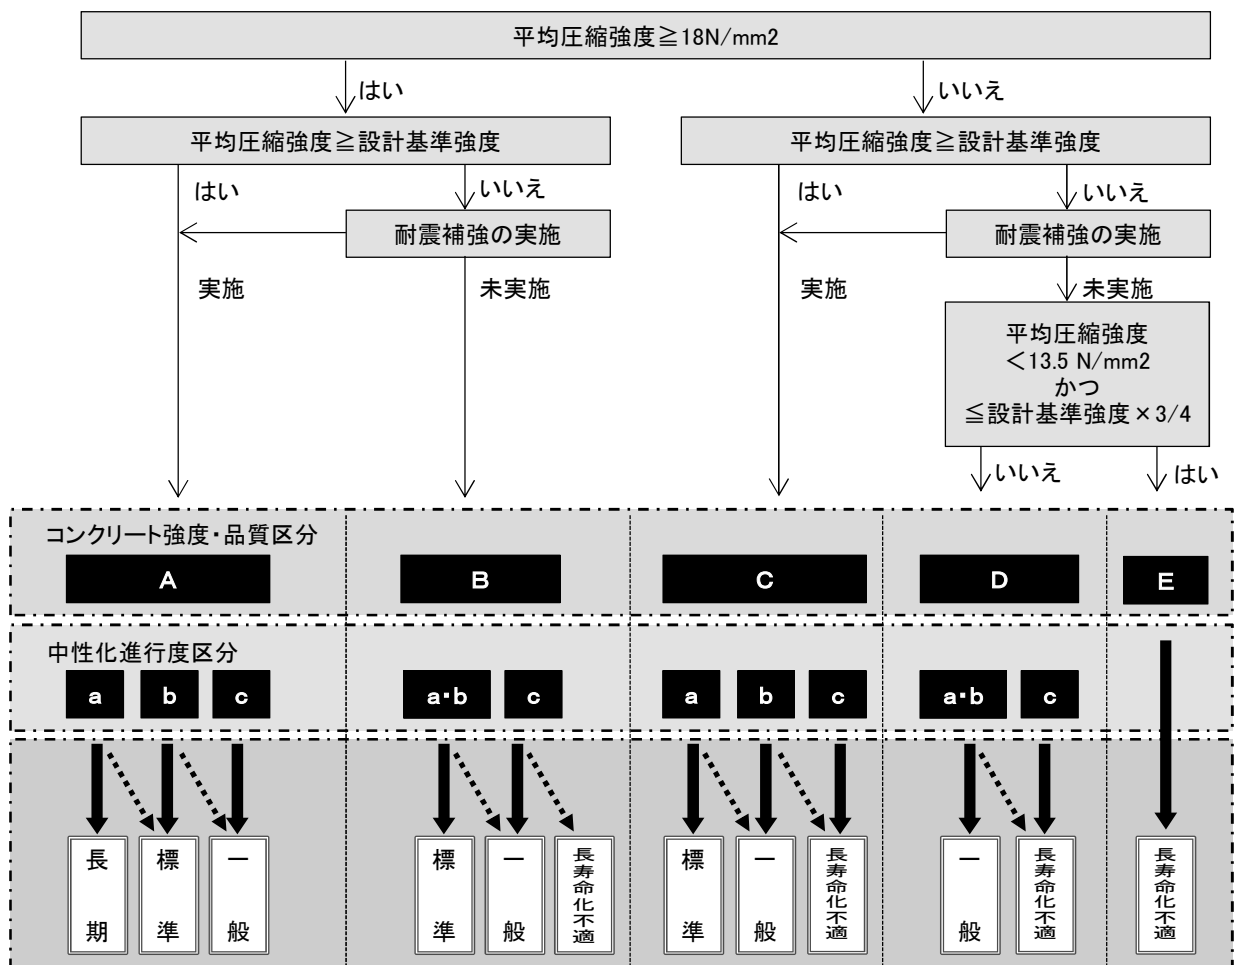 平均圧縮強度≧18N/mm2
はい
いいえ
平均圧縮強度≧設計基準強度
平均圧縮強度≧設計基準強度
はい
いいえ
はい
いいえ
耐震補強の実施
耐震補強の実施
実施
未実施
実施
未実施
平均圧縮強度
<13.5 N/mm2
かつ
≦設計基準強度×3/4
いいえ
はい
コンクリート強度・品質区分
A
B
C
D
E
中性化進行度区分
a
b
c
a・b
c
a
b
c
a・b
c
長期
標準
一般
標準
一般
長寿命化不適
標準
一般
長寿命化不適
一般
長寿命化不適
長寿命化不適